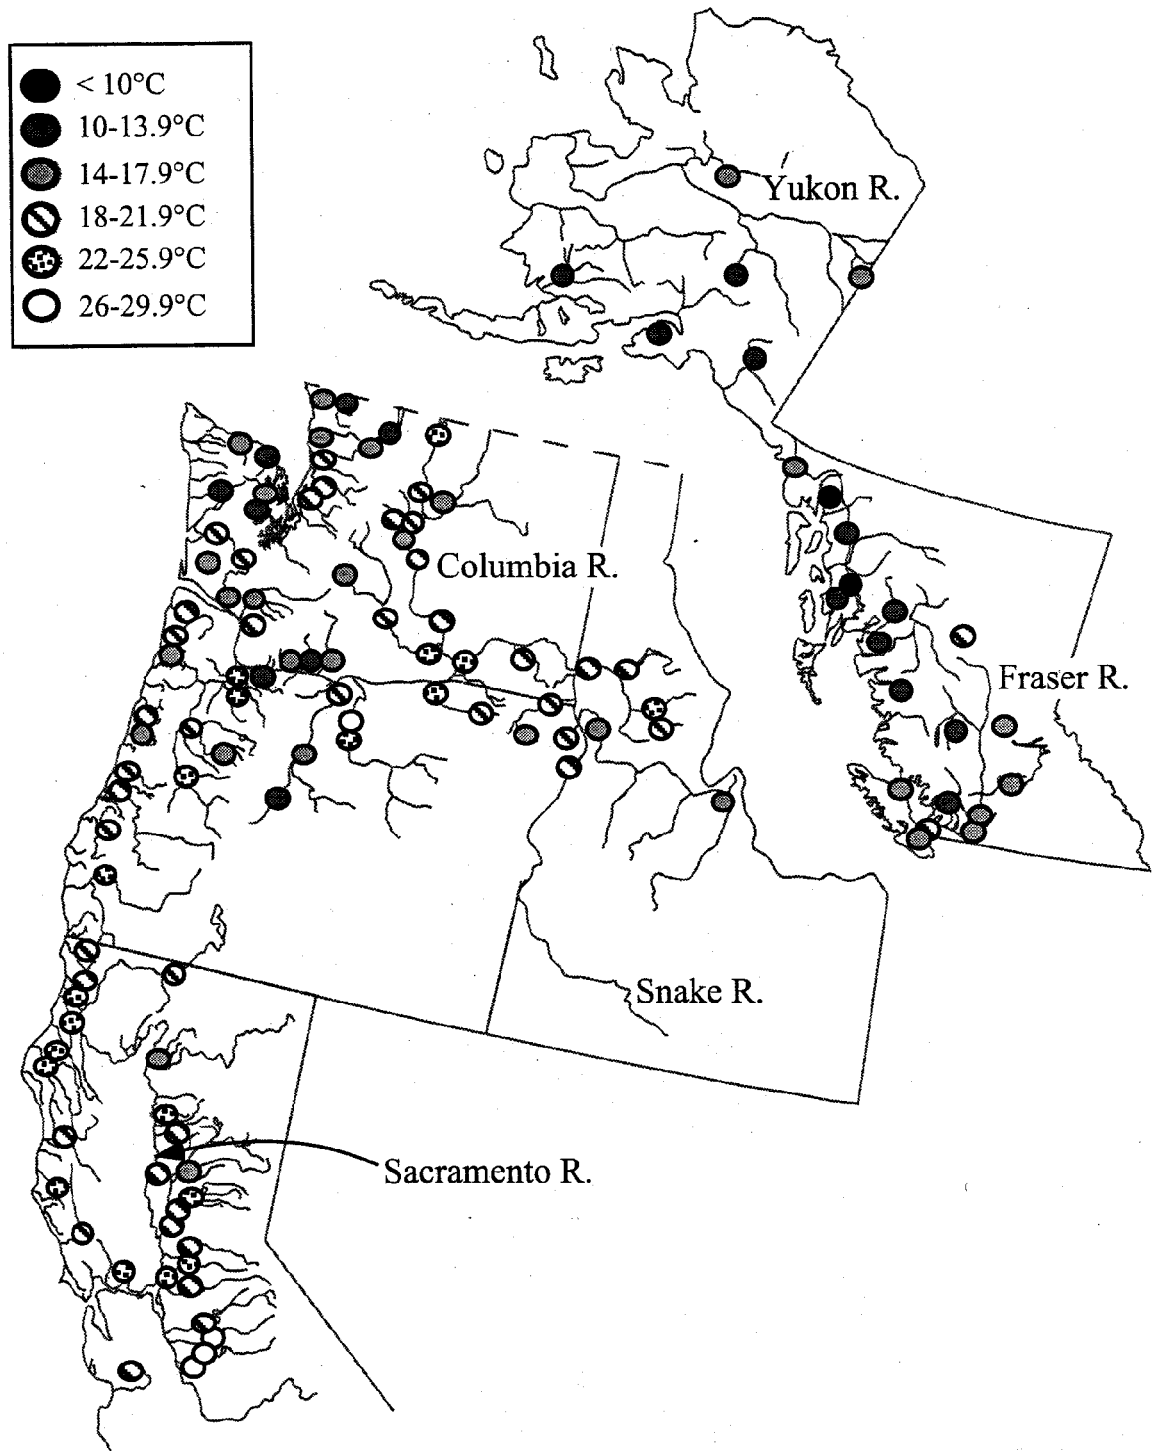 < 10°C
10-13.9°C
14-17.9°C
18-21.9°C
22-25.9°C
26-29.9°C
Yukon R.
Columbia R.
Fraser R.
Snake R.
Sacramento R.